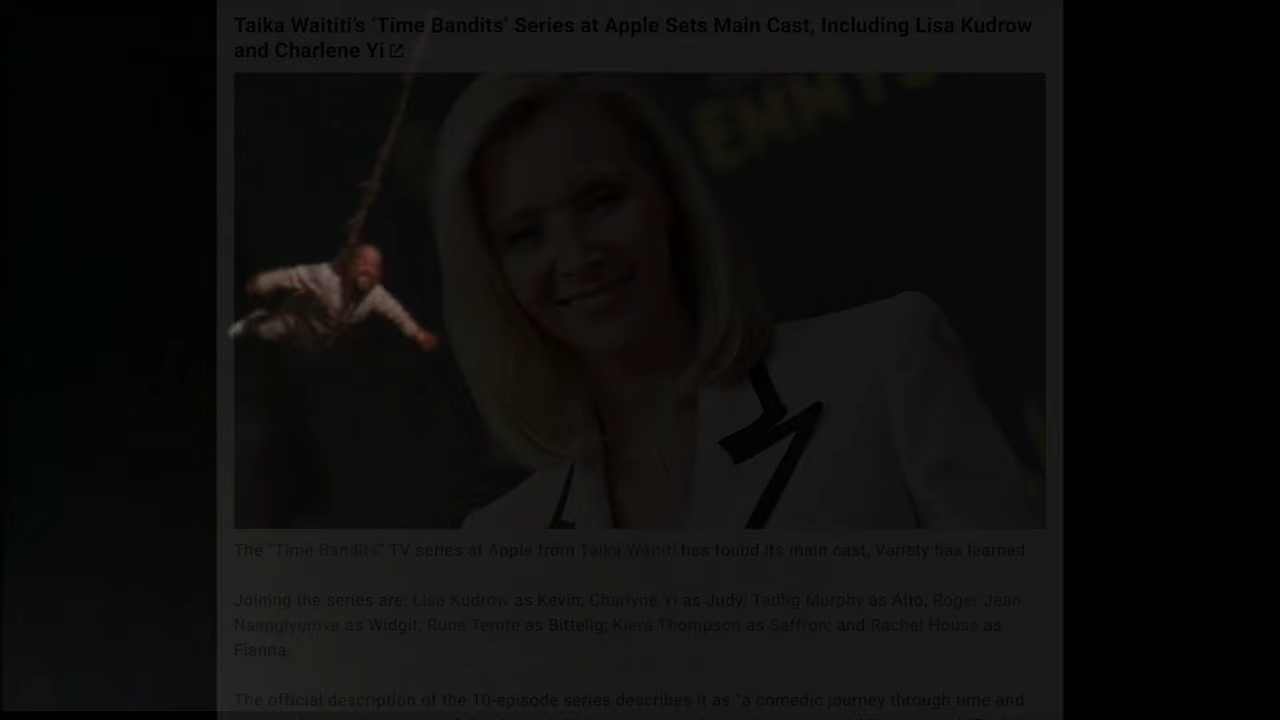 Taika Waititi's 'Time Bandits' Series at Apple Sets Main Cast, Including Lisa Kudrow
and Charlene Yi
EMMYS
The "Time Bandits" TV series at Apple from Taika Waititi has found its main cast, Variety has learned
Joining the series are: Lisa Kudrow as Kevin; Charlyne Yi as Judy; Tadhg Murphy as Alto; Roger Jean
Nsengiyumva as Widgit; Rune Temte as Bittelig; Kiera Thompson as Saffron; and Rachel House as
Fianna.
The official description of the 10-episode series describes it as "a comedic journey through time and